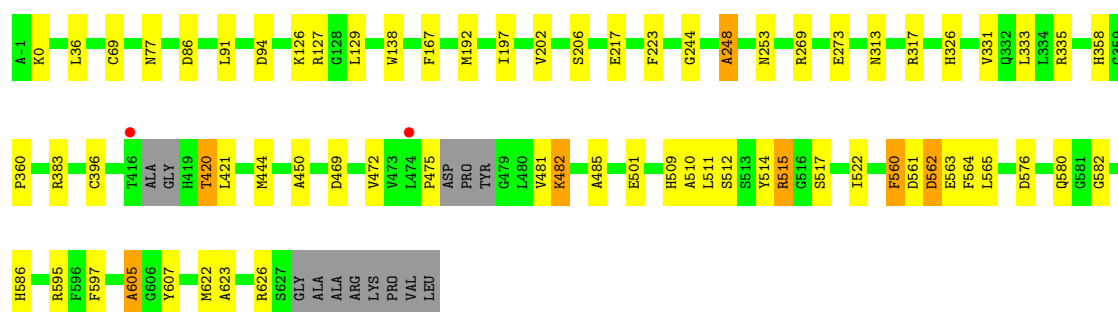 A-1 K0 L36 C69 N77 D86 L91 D94 K126 R127 G128 L129 W138 F167 M192 I197 V202 S206 E217 F223 G244 A248 N253 R269 E273 N313 R317 H326 V331 Q332 L333 L334 R335 H358 G359
P360 R383 C396 T416 ALA GLY H419 T420 L421 M444 A450 D469 V472 V473 L474 P475 ASP PRO TYR G479 L480 V481 K482 A485 E501 H509 A510 L511 S512 S513 Y514 R515 G516 S517 I522 F560 D561 D562 E563 F564 L565 D576 Q580 G581 G582
H586 R595 F596 F597 A605 G606 Y607 M622 A623 R626 S627 GLY ALA ALA ARG LYS PRO VAL LEU